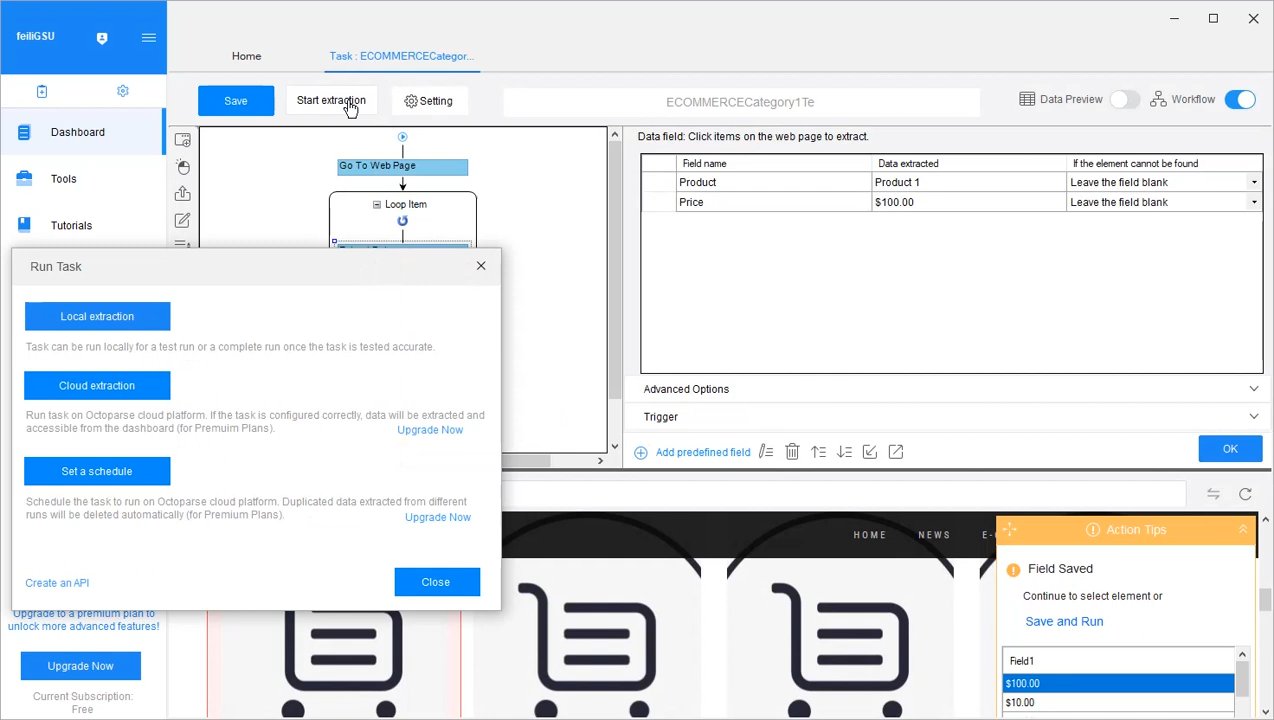 feiliGSU
Home
Task : ECOMMERCECategor...
Save
Start extraction
Setting
ECOMMERCECategory1Te
Data Preview
Workflow
Dashboard
Tools
Tutorials
Go To Web Page
Loop Item
Data field: Click items on the web page to extract.
Field name Data extracted If the element cannot be found
Product Product 1 Leave the field blank
Price $100.00 Leave the field blank
Advanced Options
Trigger
Add predefined field
OK
Run Task
Local extraction
Task can be run locally for a test run or a complete run once the task is tested accurate.
Cloud extraction
Run task on Octoparse cloud platform. If the task is configured correctly, data will be extracted and
accessible from the dashboard (for Premuim Plans).
Upgrade Now
Set a schedule
Schedule the task to run on Octoparse cloud platform. Duplicated data extracted from different
runs will be deleted automatically (for Premium Plans).
Upgrade Now
Create an API
Close
Upgrade to a premium plan to
unlock more advanced features!
Upgrade Now
Current Subscription:
Free
HOME NEWS E-
Action Tips
Field Saved
Continue to select element or
Save and Run
Field1
$100.00
$10.00